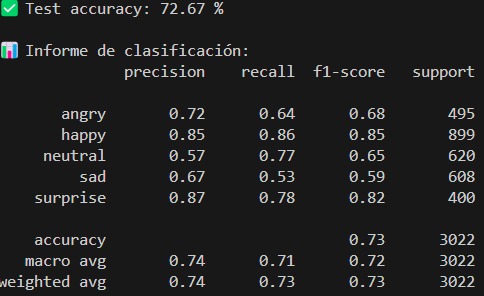 ✅ Test accuracy: 72.67 %
📊 Informe de clasificación:
precision recall f1-score support
angry 0.72 0.64 0.68 495
happy 0.85 0.86 0.85 899
neutral 0.57 0.77 0.65 620
sad 0.67 0.53 0.59 608
surprise 0.87 0.78 0.82 400
accuracy 0.73 3022
macro avg 0.74 0.71 0.72 3022
weighted avg 0.74 0.73 0.73 3022